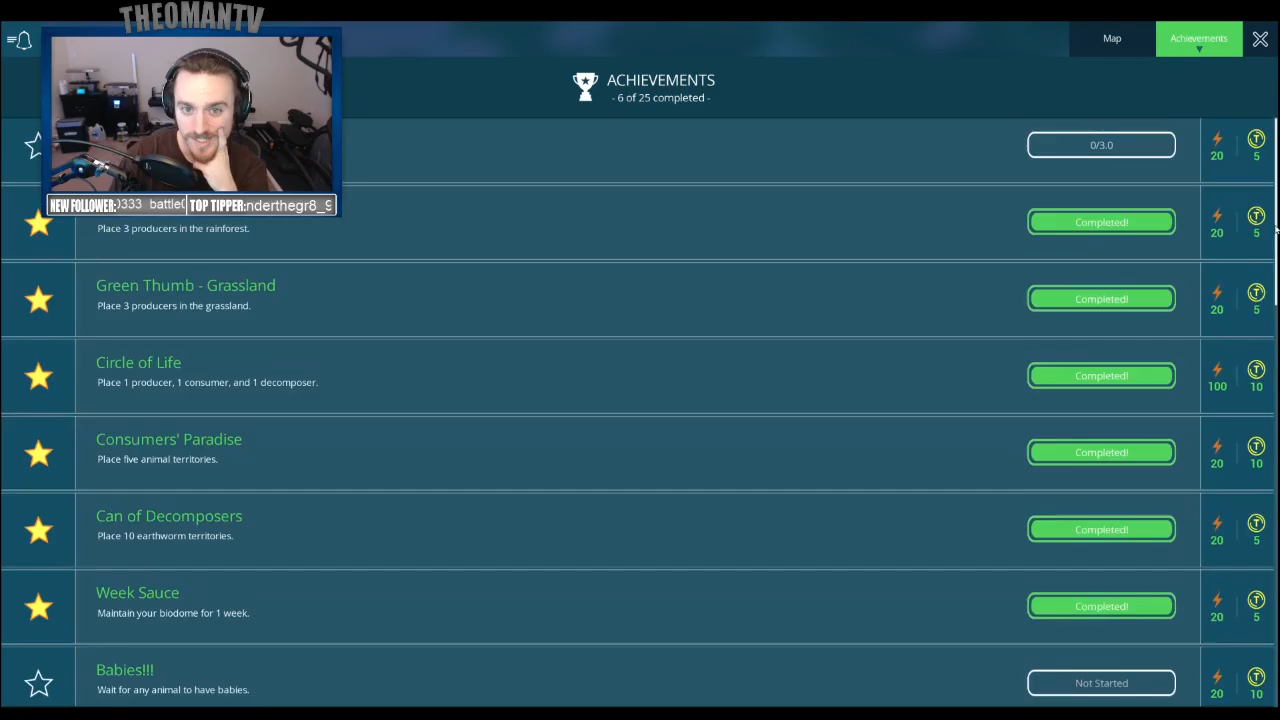 THEOMANTV
Map
Achievements
ACHIEVEMENTS
- 6 of 25 completed -
0/3.0
20
5
NEW FOLLOWER:
TOP TIPPER:
nderthegr8_9
Place 3 producers in the rainforest.
Completed!
20
5
Green Thumb - Grassland
Place 3 producers in the grassland.
Completed!
20
5
Circle of Life
Place 1 producer, 1 consumer, and 1 decomposer.
Completed!
100
10
Consumers' Paradise
Place five animal territories.
Completed!
20
10
Can of Decomposers
Place 10 earthworm territories.
Completed!
20
5
Week Sauce
Maintain your biodome for 1 week.
Completed!
20
5
Babies!!!
Wait for any animal to have babies.
Not Started
20
10